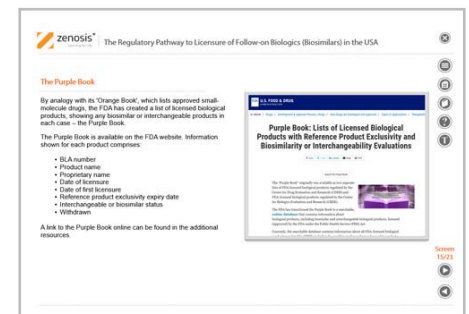 zenosis
The Regulatory Pathway to Licensure of Follow-on Biologics (Biosimilars) in the USA
The Purple Book
By analogy with its 'Orange Book', which lists approved small-
molecule drugs, the FDA has created a list of licensed biological
products, showing any biosimilar or interchangeable products in
each case – the Purple Book.
The Purple Book is available on the FDA website. Information
shown for each product comprises:
• BLA number
• Product name
• Proprietary name
• Date of licensure
• Date of first licensure
• Reference product exclusivity expiry date
• Interchangeable or biosimilar status
• Withdrawn
A link to the Purple Book online can be found in the additional
resources.
U.S. FOOD & DRUG
Purple Book: Lists of Licensed Biological
Products with Reference Product Exclusivity and
Biosimilarity or Interchangeability Evaluations
Screen
15/23